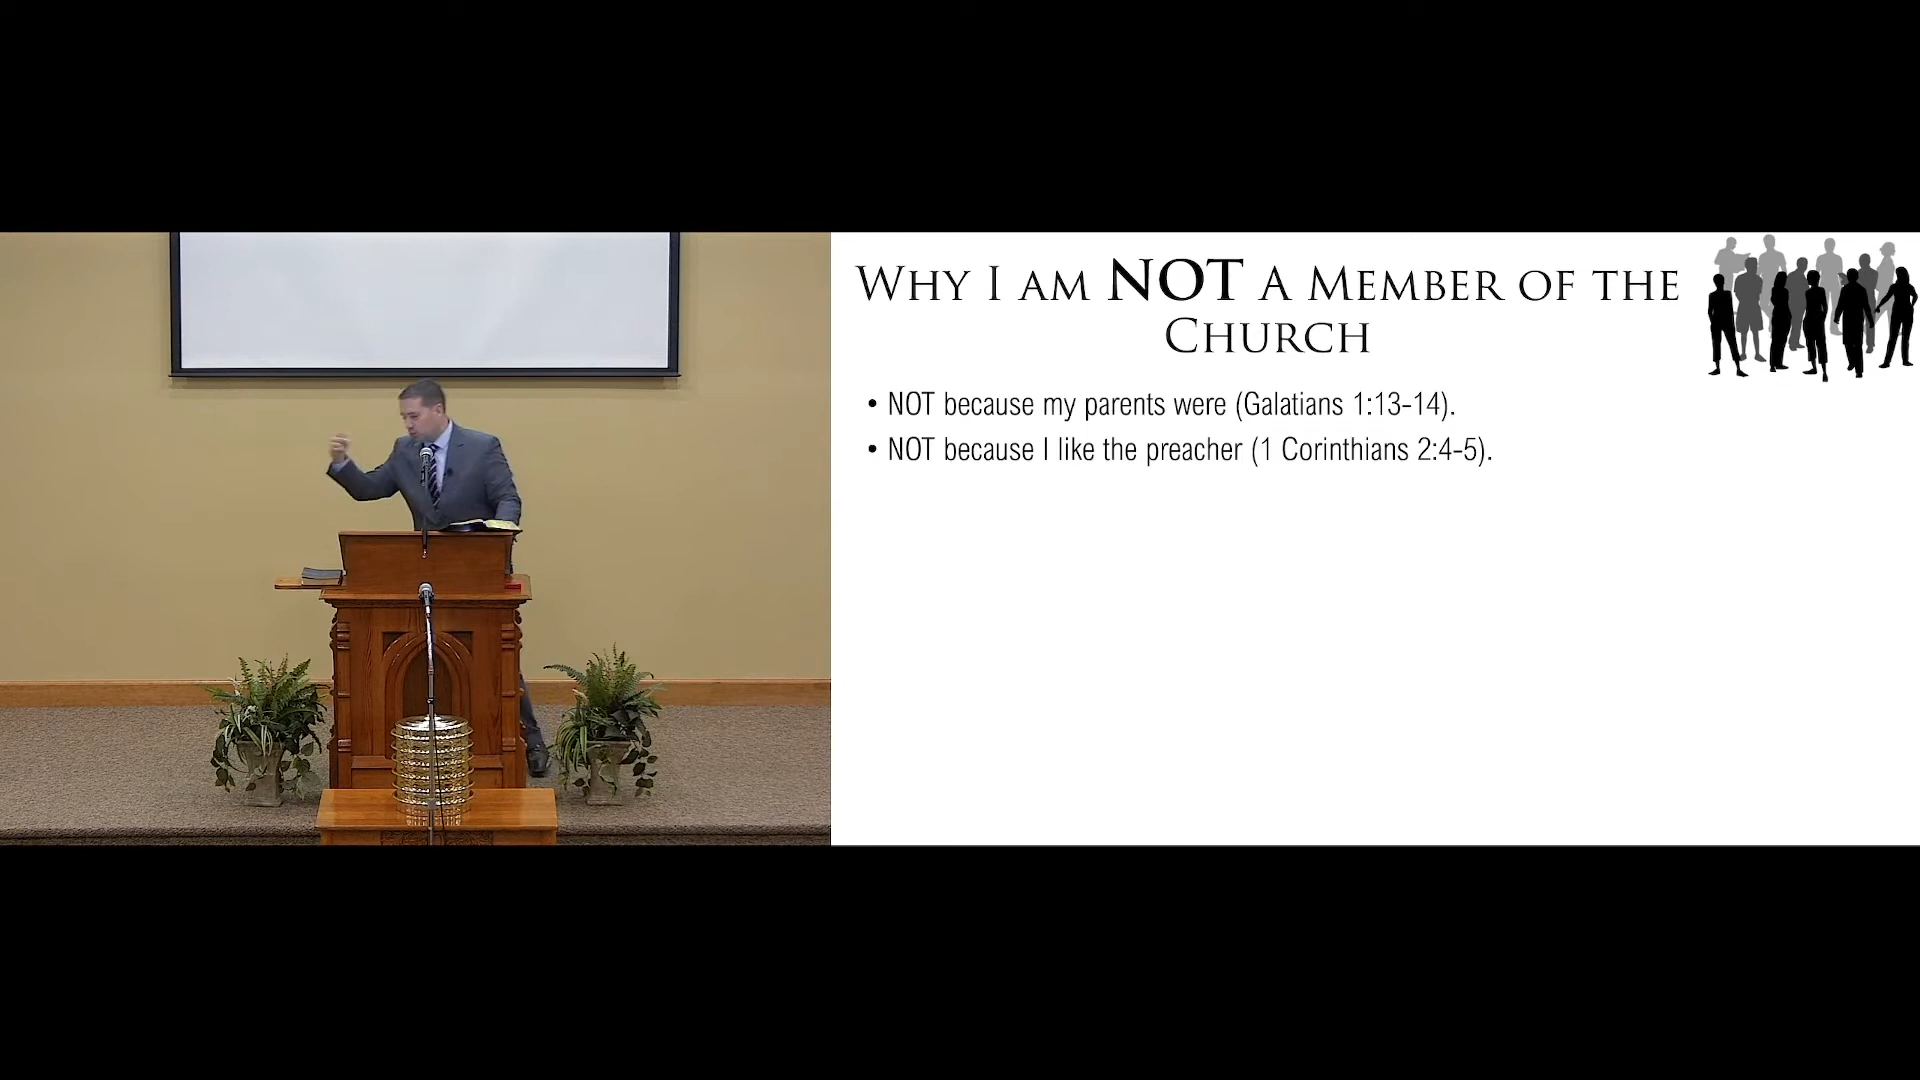 WHY I AM NOT A MEMBER OF THE
CHURCH
• NOT because my parents were (Galatians 1:13-14).
• NOT because I like the preacher (1 Corinthians 2:4-5).